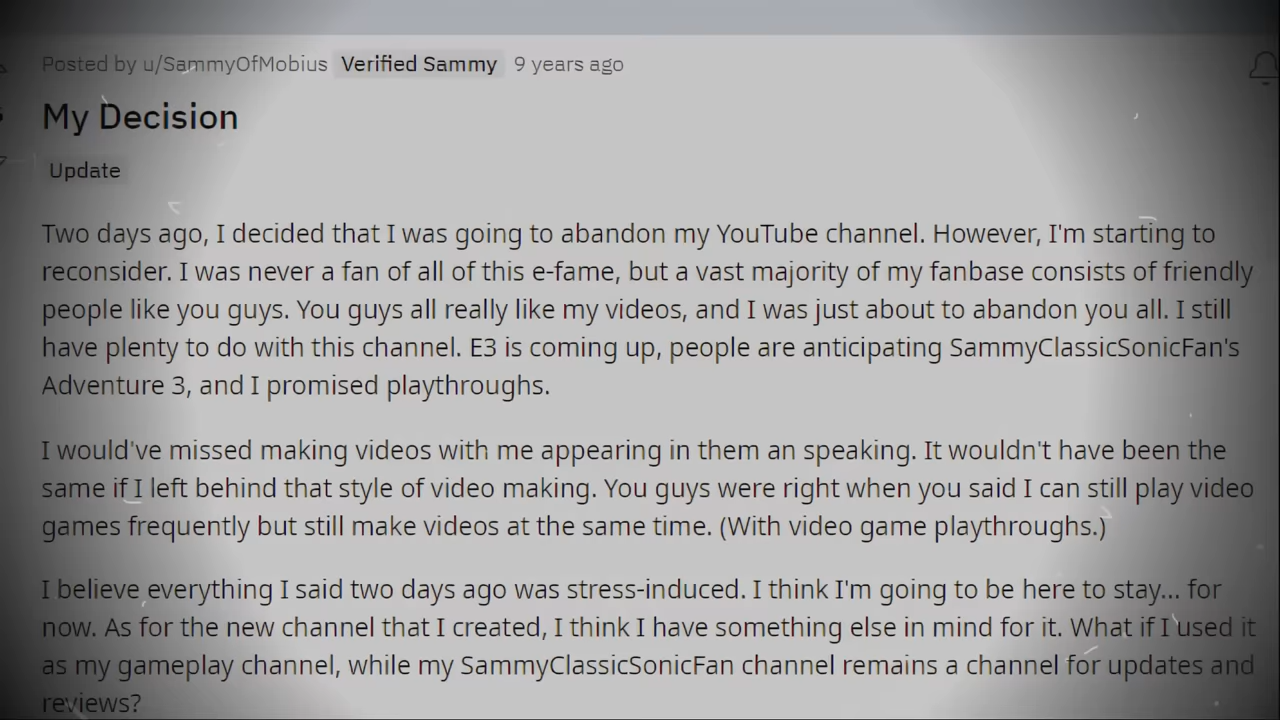 Posted by u/SammyOfMobius Verified Sammy 9 years ago
My Decision
Update
Two days ago, I decided that I was going to abandon my YouTube channel. However, I'm starting to
reconsider. I was never a fan of all of this e-fame, but a vast majority of my fanbase consists of friendly
people like you guys. You guys all really like my videos, and I was just about to abandon you all. I still
have plenty to do with this channel. E3 is coming up, people are anticipating SammyClassicSonicFan's
Adventure 3, and I promised playthroughs.
I would've missed making videos with me appearing in them an speaking. It wouldn't have been the
same if I left behind that style of video making. You guys were right when you said I can still play video
games frequently but still make videos at the same time. (With video game playthroughs.)
I believe everything I said two days ago was stress-induced. I think I'm going to be here to stay... for
now. As for the new channel that I created, I think I have something else in mind for it. What if I used it
as my gameplay channel, while my SammyClassicSonicFan channel remains a channel for updates and
reviews?